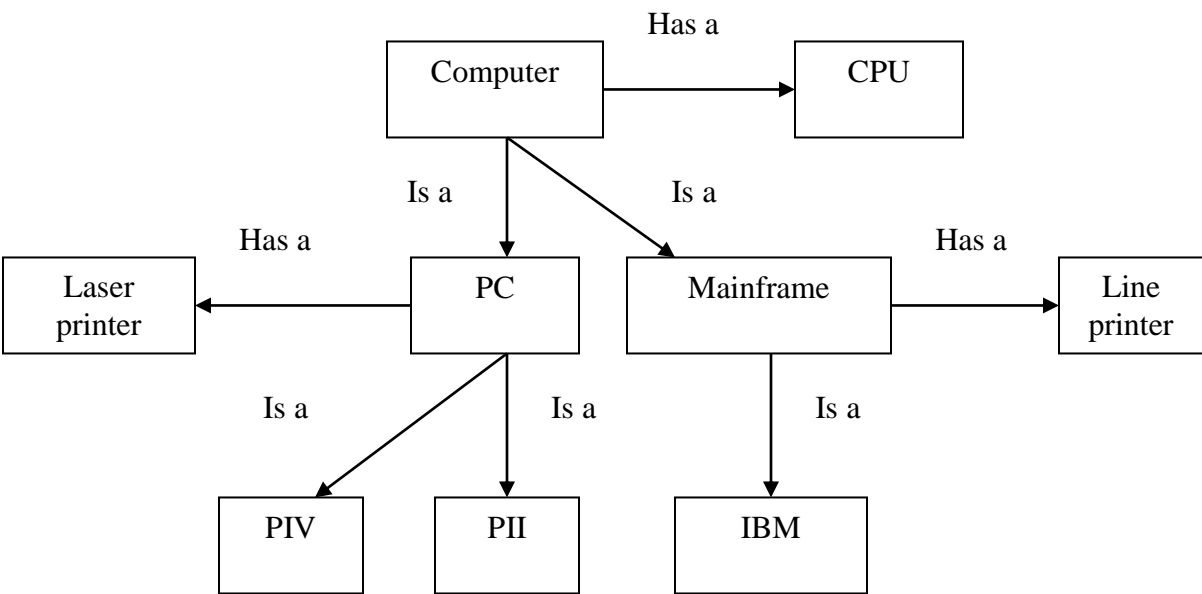 Has a
Computer
CPU
Is a
Is a
Has a
Has a
Laser
printer
PC
Mainframe
Line
printer
Is a
Is a
Is a
PIV
PII
IBM